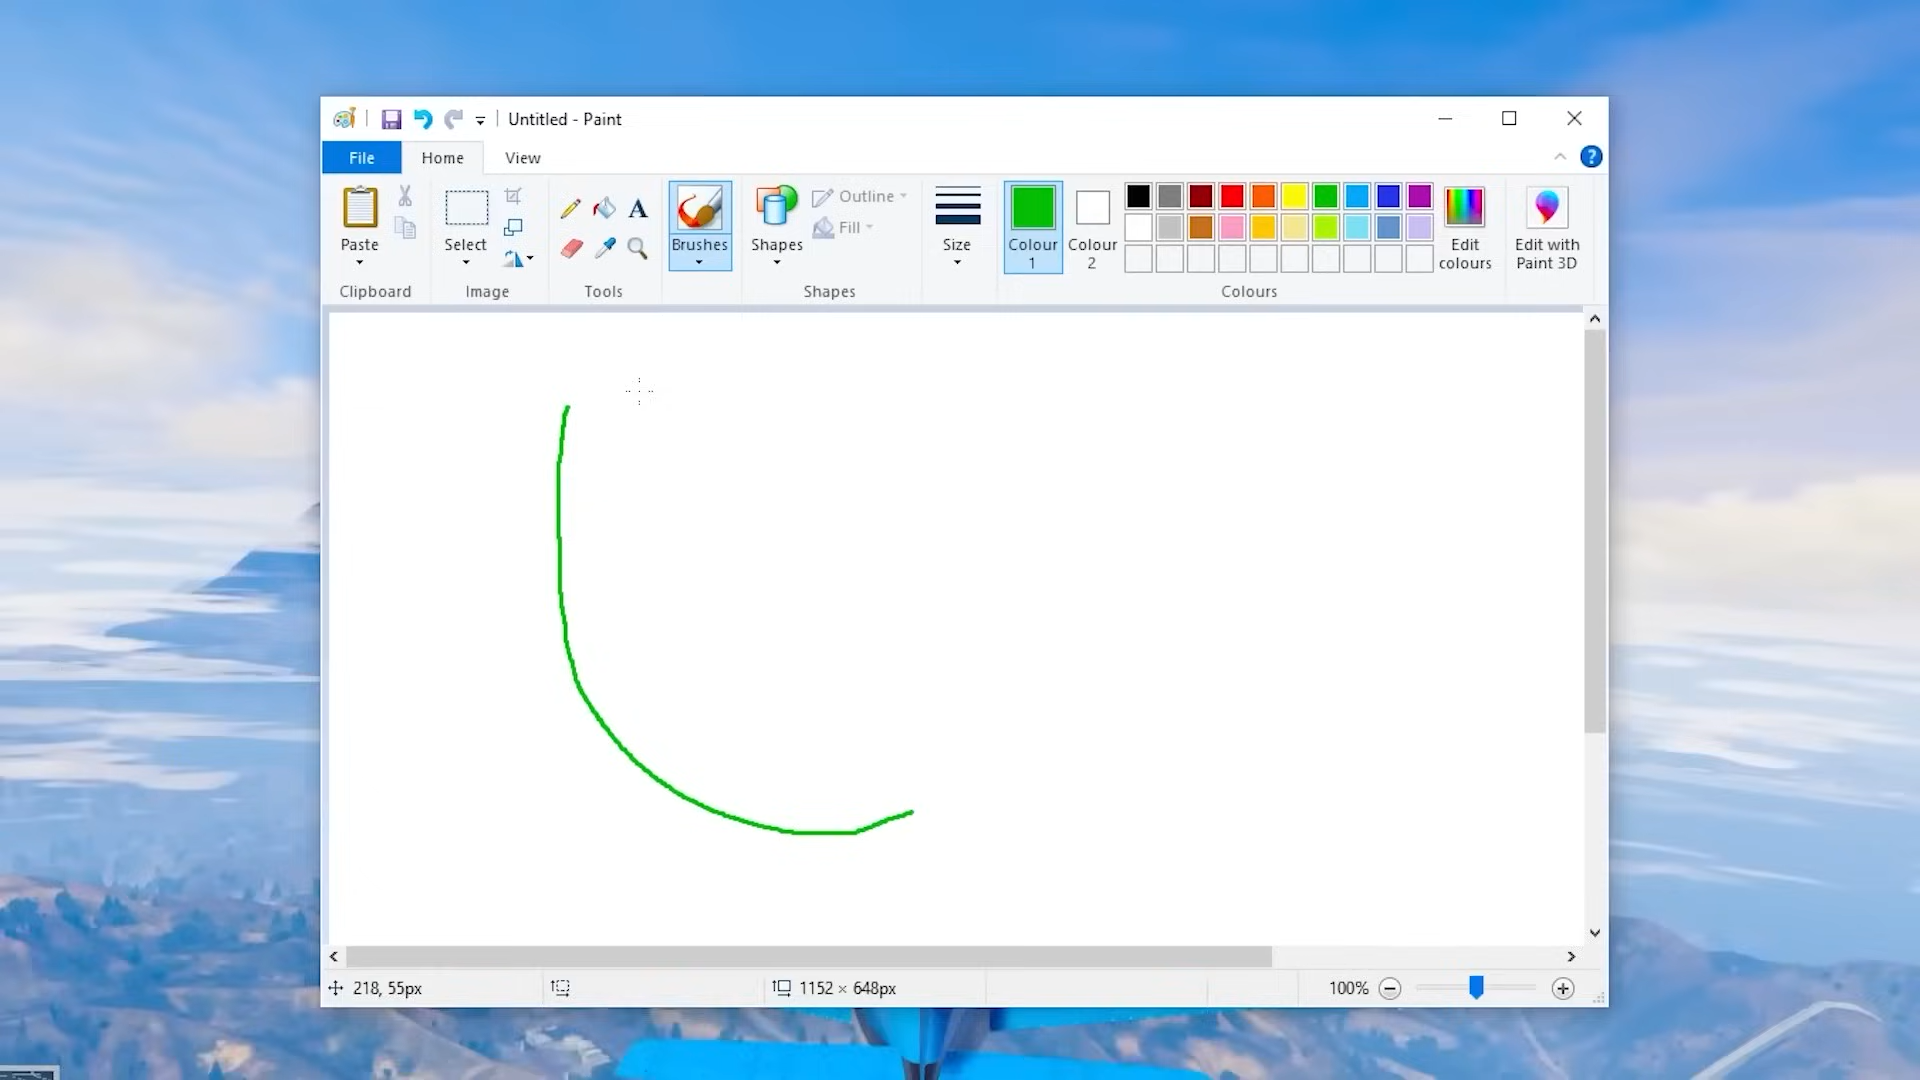 Untitled - Paint
File Home View
Paste Select Brushes Shapes Outline Fill Size Colour 1 Colour 2 Edit colours Edit with Paint 3D
A
?
Clipboard Image Tools Shapes Colours
218, 55px 1152 × 648px 100%